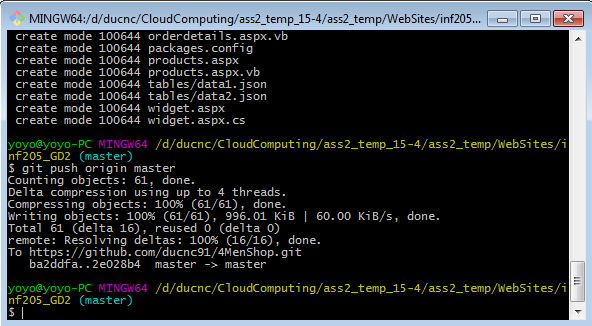 MINGW64:/d/ducnc/CloudComputing/ass2_temp_15-4/ass2_temp/WebSites/inf205...
create mode 100644 orderdetails.aspx.vb
create mode 100644 packages.config
create mode 100644 products.aspx
create mode 100644 products.aspx.vb
create mode 100644 tables/data1.json
create mode 100644 tables/data2.json
create mode 100644 widget.aspx
create mode 100644 widget.aspx.cs
yoyo@yoyo-PC MINGW64 /d/ducnc/CloudComputing/ass2_temp_15-4/ass2_temp/WebSites/i
nf205_GD2 (master)
$ git push origin master
Counting objects: 61, done.
Delta compression using up to 4 threads.
Compressing objects: 100% (61/61), done.
Writing objects: 100% (61/61), 996.01 KiB | 60.00 KiB/s, done.
Total 61 (delta 16), reused 0 (delta 0)
remote: Resolving deltas: 100% (16/16), done.
To https://github.com/ducnc91/4MenShop.git
ba2ddfa..2e028b4  master -> master
yoyo@yoyo-PC MINGW64 /d/ducnc/CloudComputing/ass2_temp_15-4/ass2_temp/WebSites/i
nf205_GD2 (master)
$